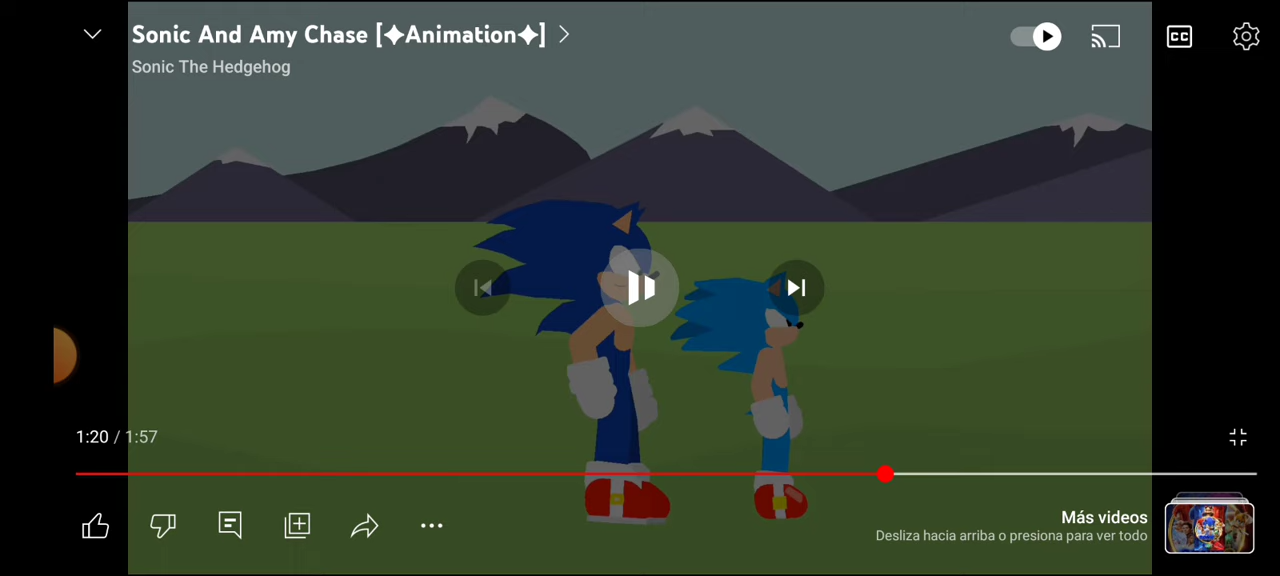 Sonic And Amy Chase [✦Animation✦]
Sonic The Hedgehog
CC
1:20 / 1:57
Más videos
Desliza hacia arriba o presiona para ver todo